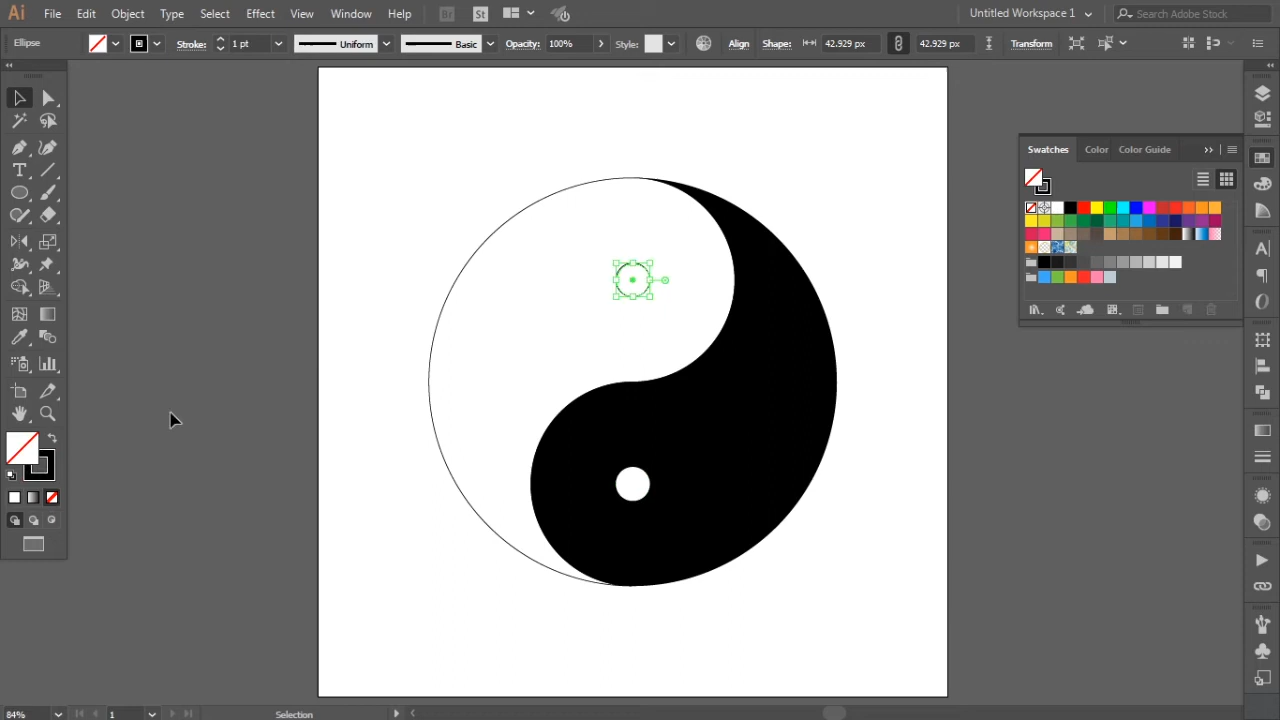 Ai File Edit Object Type Select Effect View Window Help Br St Untitled Workspace 1 Search Adobe Stock
Ellipse Stroke: 1 pt Uniform Basic Opacity: 100% Style: Align Shape: 42.929 px 42.929 px Transform
Swatches Color Color Guide
84% 1 Selection